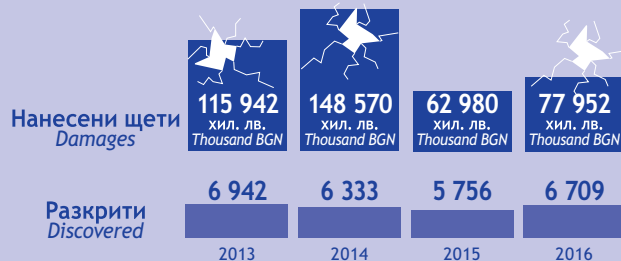 115 942 148 570 62 980 77 952
Нанесени щети хил. лв. хил. лв. хил. лв. хил. лв.
Damages Thousand BGN Thousand BGN Thousand BGN Thousand BGN
6 942 6 333 5 756 6 709
Разкрити
Discovered
2013 2014 2015 2016